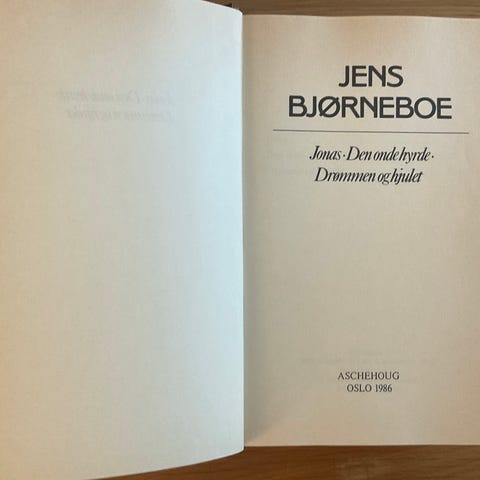 JENS
BJØRNEBOE
Jonas · Den onde hyrde ·
Drømmen og hjulet
ASCHEHOUG
OSLO 1986